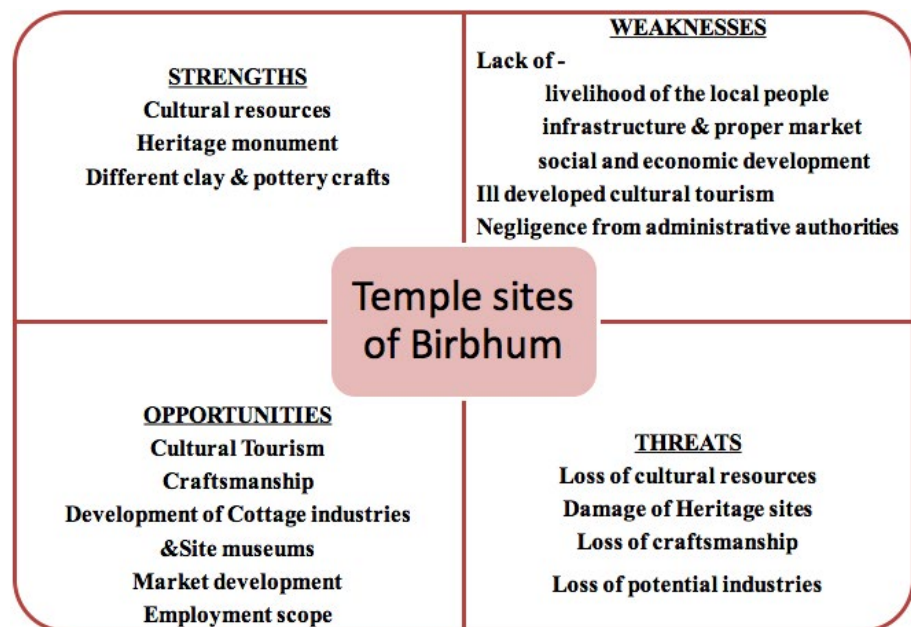 STRENGTHS
Cultural resources
Heritage monument
Different clay & pottery crafts
WEAKNESSES
Lack of -
livelihood of the local people
infrastructure & proper market
social and economic development
Ill developed cultural tourism
Negligence from administrative authorities
Temple sites
of Birbhum
OPPORTUNITIES
Cultural Tourism
Craftsmanship
Development of Cottage industries
&Site museums
Market development
Employment scope
THREATS
Loss of cultural resources
Damage of Heritage sites
Loss of craftsmanship
Loss of potential industries